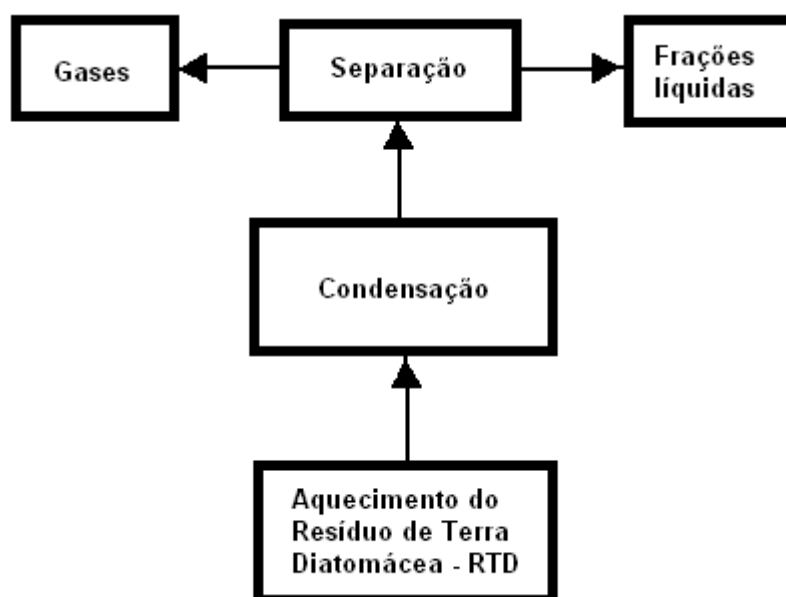 Gases
Separação
Frações
líquidas
Condensação
Aquecimento do
Resíduo de Terra
Diatomácea - RTD